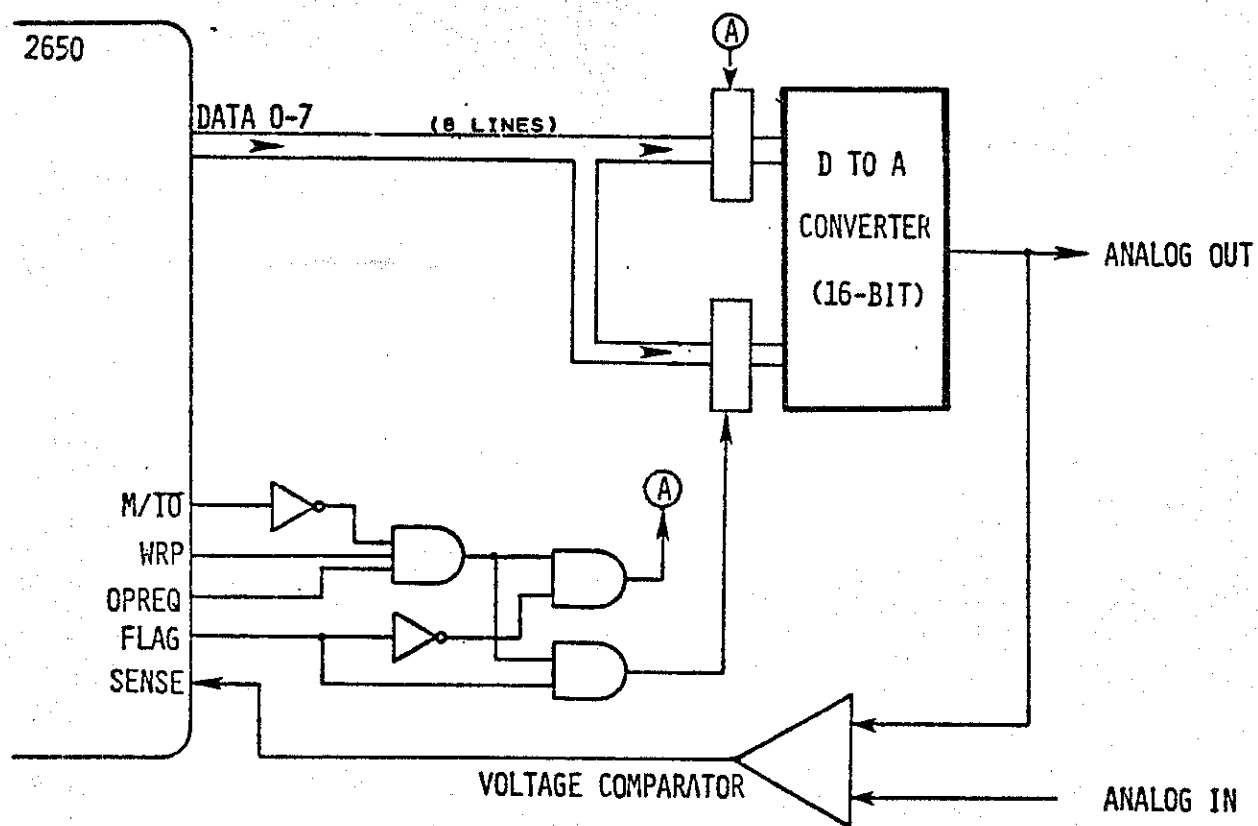 2650
A
DATA 0-7
(8 LINES)
D TO A
CONVERTER
(16-BIT)
ANALOG OUT
M/I̅O̅
A
WRP
OPREQ
FLAG
SENSE
VOLTAGE COMPARATOR
ANALOG IN